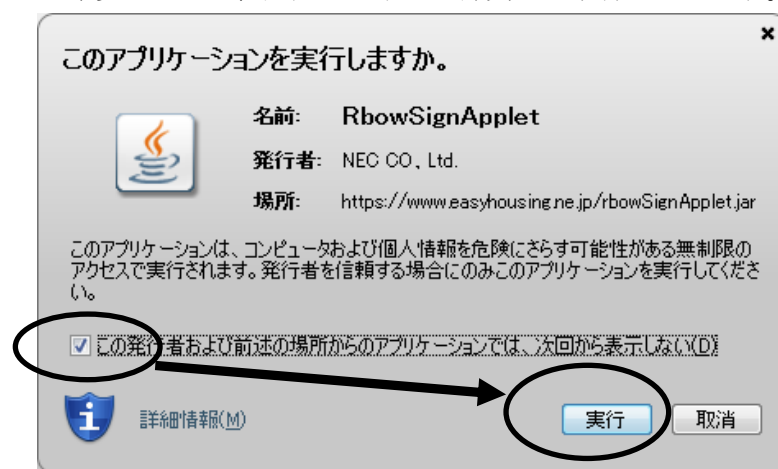 このアプリケーションを実行しますか。
名前: RbowSignApplet
発行者: NEC CO, Ltd.
場所: https://www.easyhousing.ne.jp/rbowSignApplet.jar
このアプリケーションは、コンピュータおよび個人情報を危険にさらす可能性がある無制限の
アクセスで実行されます。発行者を信頼する場合にのみこのアプリケーションを実行してくださ
い。
この発行者および前述の場所からのアプリケーションでは、次回から表示しない(D)
詳細情報(M)
実行 取消